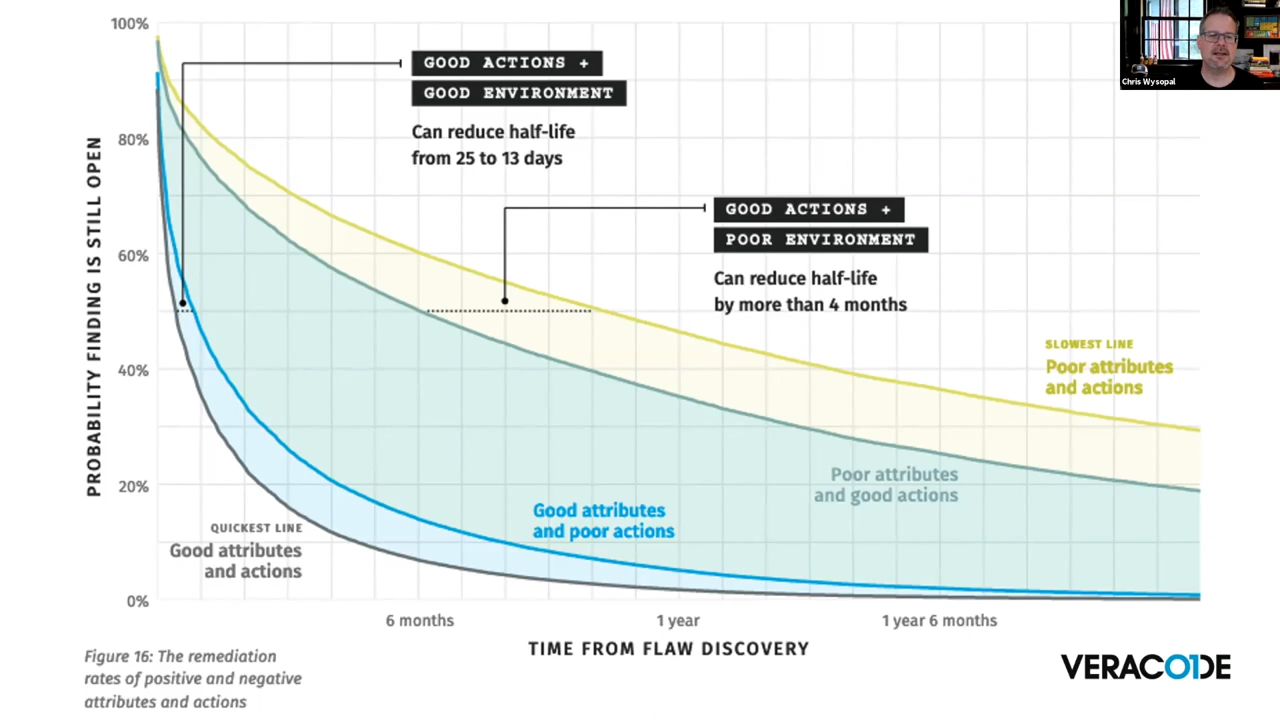 100%
80%
60%
40%
20%
0%
PROBABILITY FINDING IS STILL OPEN
GOOD ACTIONS +
GOOD ENVIRONMENT
Can reduce half-life
from 25 to 13 days
GOOD ACTIONS +
POOR ENVIRONMENT
Can reduce half-life
by more than 4 months
SLOWEST LINE
Poor attributes
and actions
Poor attributes
and good actions
Good attributes
and poor actions
QUICKEST LINE
Good attributes
and actions
6 months
1 year
1 year 6 months
TIME FROM FLAW DISCOVERY
Figure 16: The remediation
rates of positive and negative
attributes and actions
VERACODE
Chris Wysopal